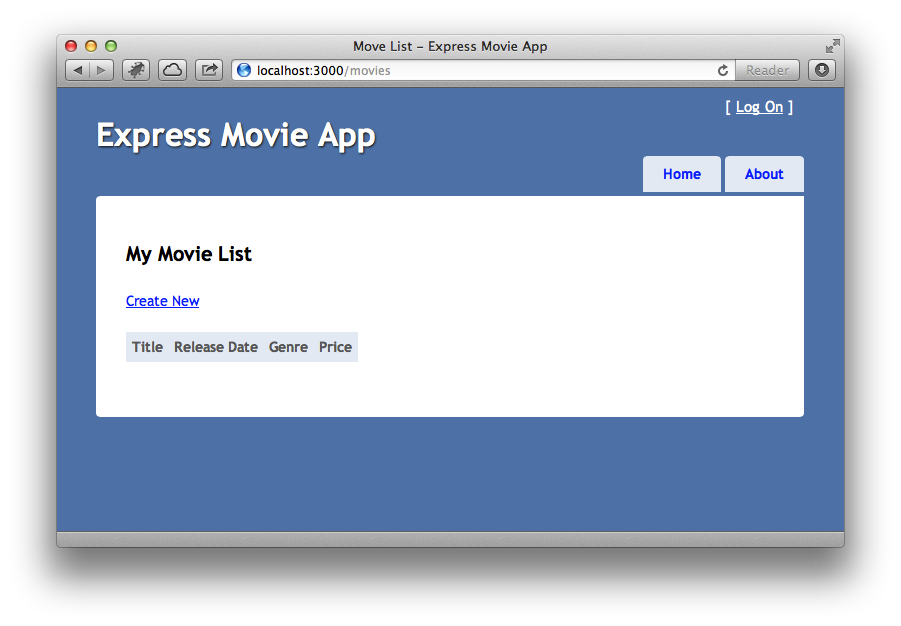 Move List – Express Movie App
localhost:3000/movies
Reader
[ Log On ]
Express Movie App
Home About
My Movie List
Create New
Title Release Date Genre Price